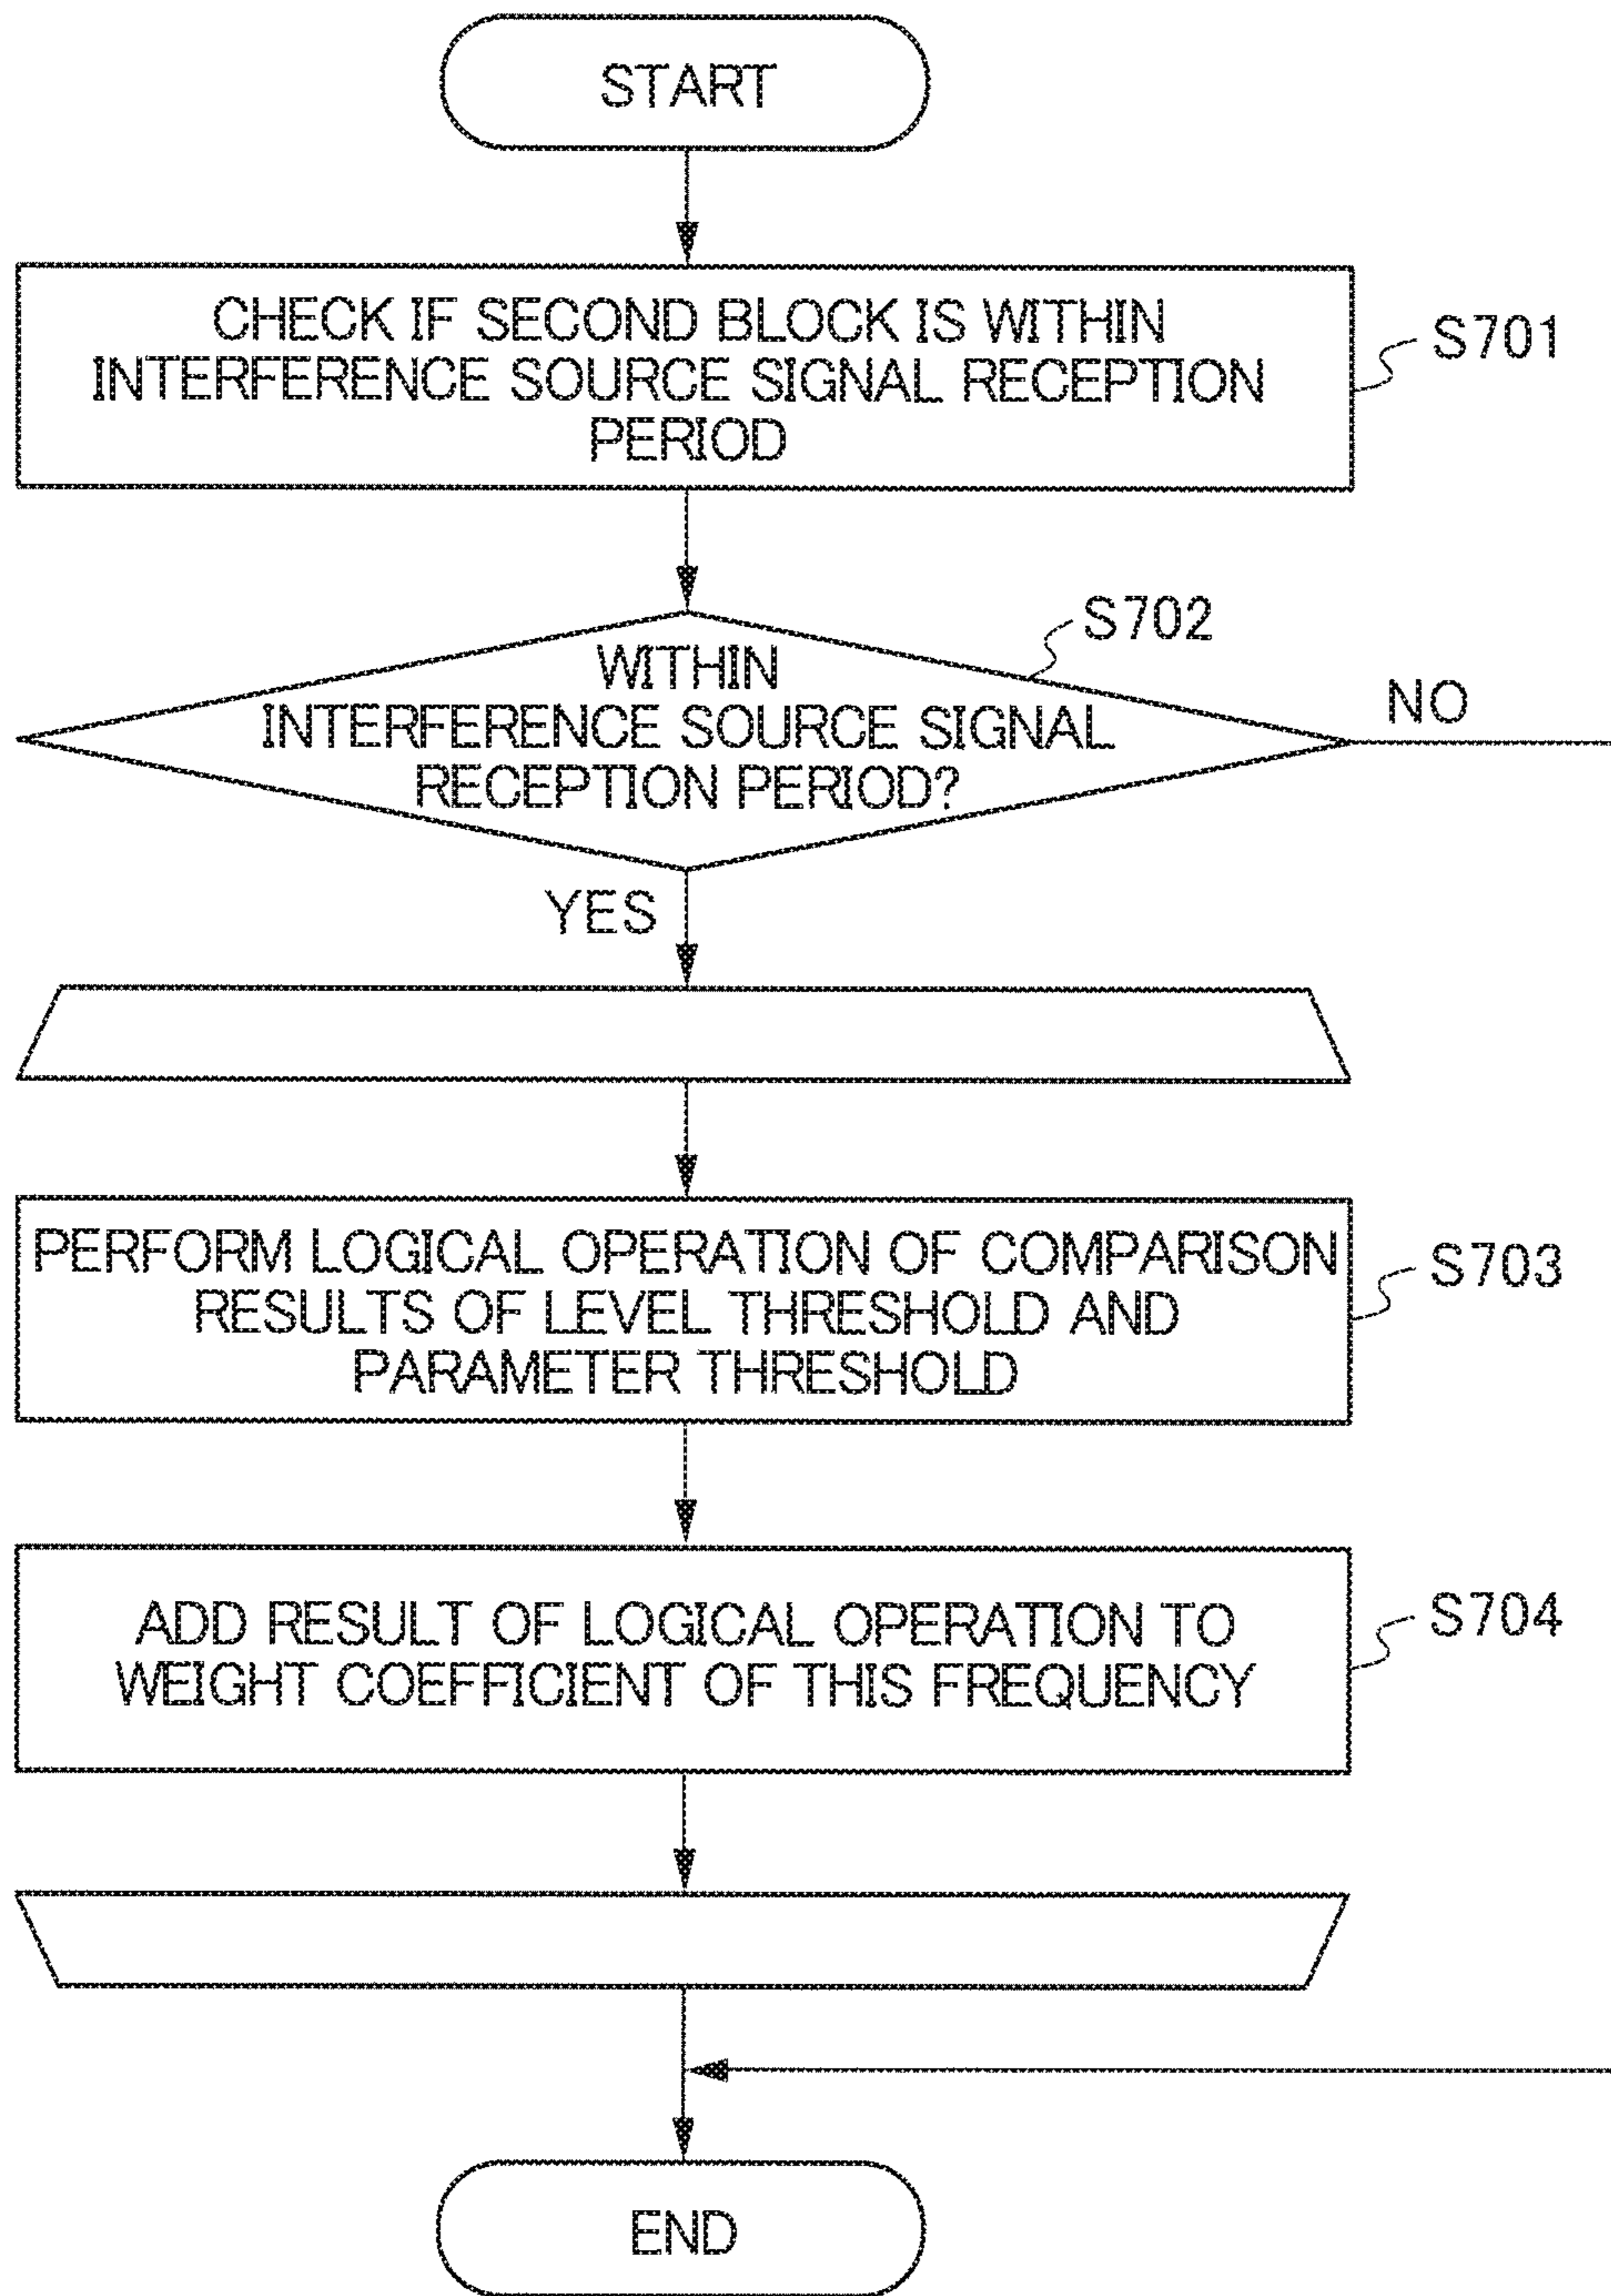 START
CHECK IF SECOND BLOCK IS WITHIN
INTERFERENCE SOURCE SIGNAL RECEPTION
PERIOD
S701
S702
WITHIN
INTERFERENCE SOURCE SIGNAL
RECEPTION PERIOD?
NO
YES
PERFORM LOGICAL OPERATION OF COMPARISON
RESULTS OF LEVEL THRESHOLD AND
PARAMETER THRESHOLD
S703
ADD RESULT OF LOGICAL OPERATION TO
WEIGHT COEFFICIENT OF THIS FREQUENCY
S704
END